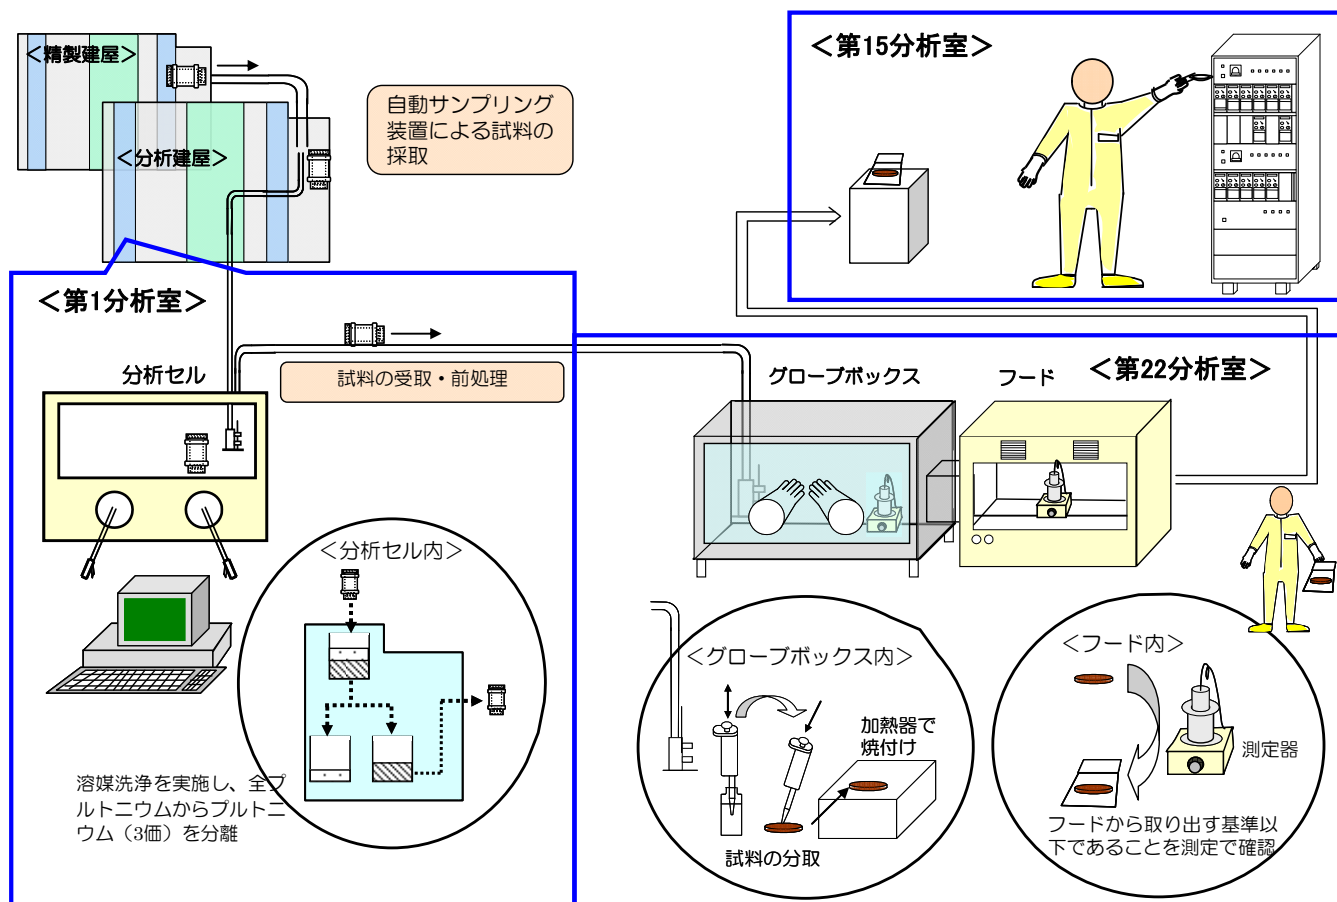 ＜精製建屋＞
＜分析建屋＞
自動サンプリング
装置による試料の
採取
＜第15分析室＞
＜第1分析室＞
分析セル
試料の受取・前処理
グローブボックス
フード
＜第22分析室＞
＜分析セル内＞
溶媒洗浄を実施し、全プ
ルトニウムからプルトニ
ウム（3価）を分離
＜グローブボックス内＞
加熱器で
焼付け
試料の分取
＜フード内＞
測定器
フードから取り出す基準以
下であることを測定で確認